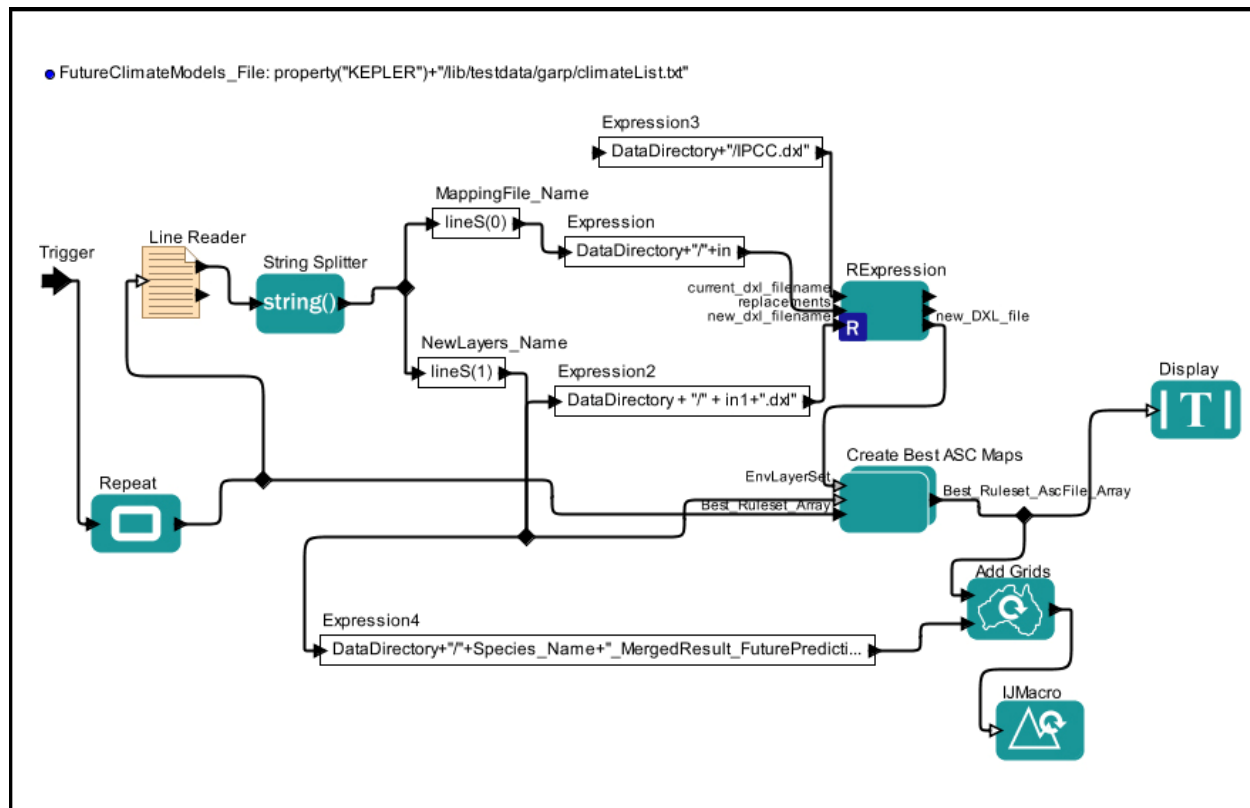 FutureClimateModels_File: property("KEPLER")+"/lib/testdata/garp/climateList.txt"
Expression3
DataDirectory+"/IPCC.dxl"
MappingFile_Name
lineS(0)
Expression
DataDirectory+"/"+in
Line Reader
Trigger
String Splitter
string()
RExpression
current_dxl_filename
replacements
new_dxl_filename
R
new_DXL_file
NewLayers_Name
lineS(1)
Expression2
DataDirectory + "/" + in1+".dxl"
Display
T
Create Best ASC Maps
EnvLayerSet
Best_Ruleset_Array
Best_Ruleset_AscFile_Array
Repeat
Add Grids
Expression4
DataDirectory+"/"+Species_Name+"_MergedResult_FuturePredicti...
IJMacro